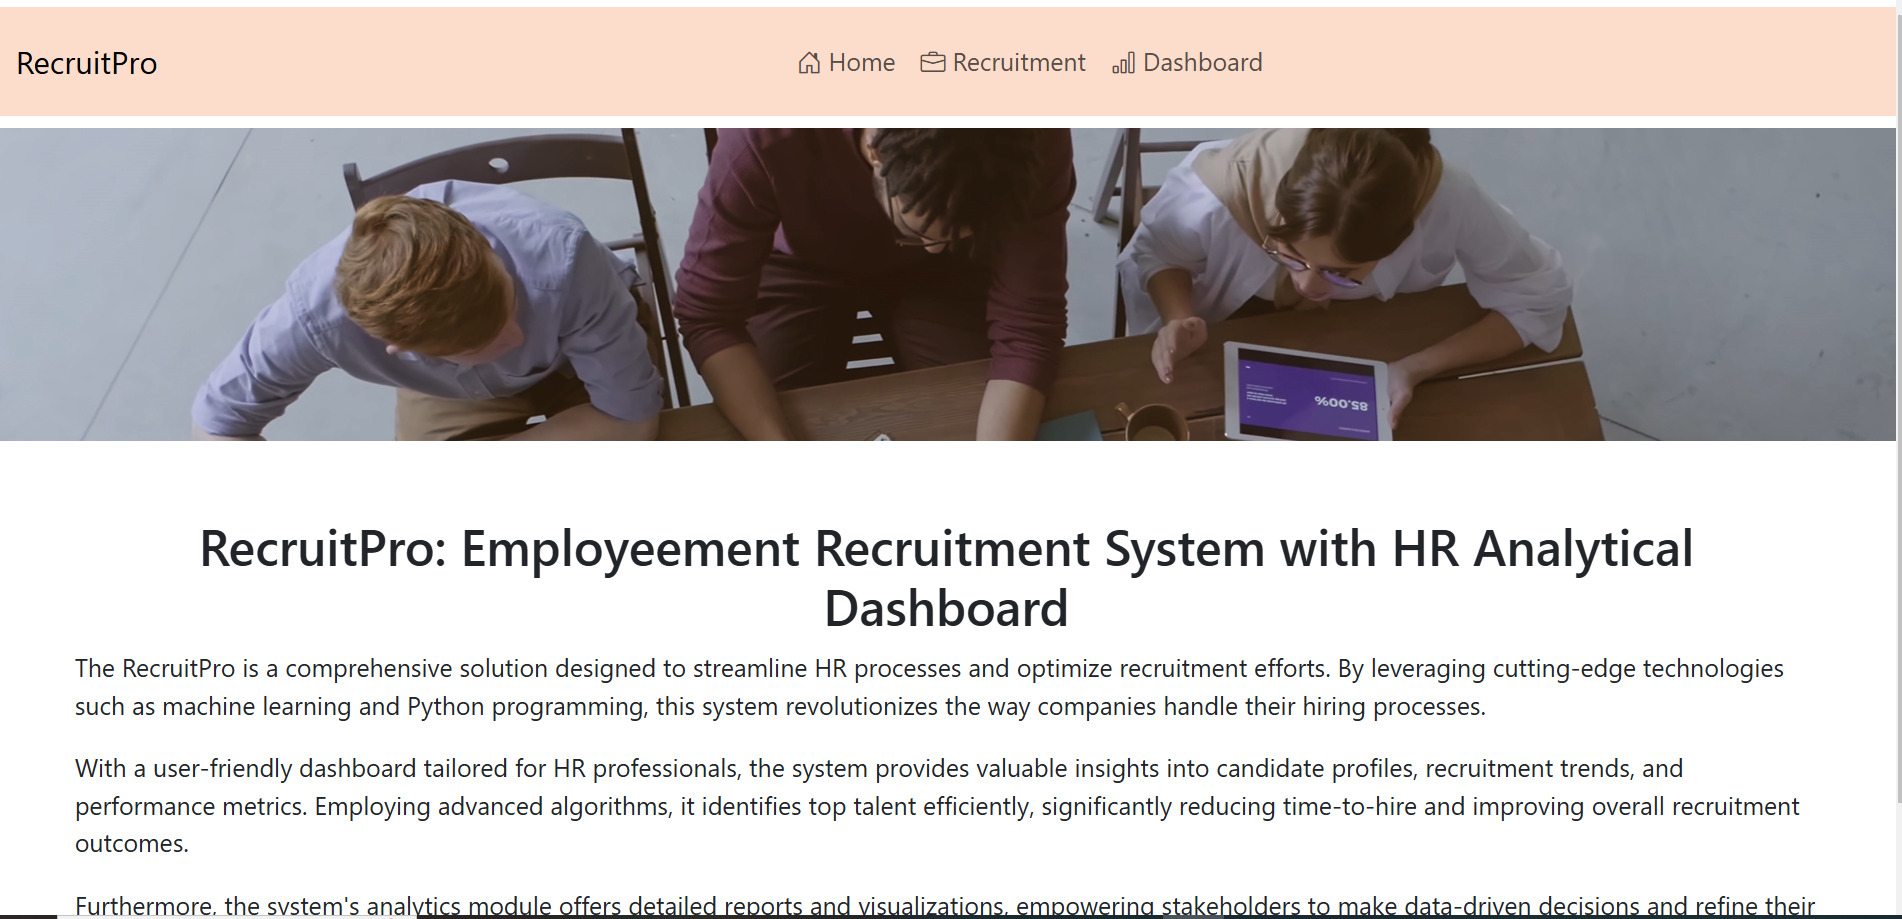 RecruitPro
Home Recruitment Dashboard
85.00%
RecruitPro: Employeement Recruitment System with HR Analytical
Dashboard
The RecruitPro is a comprehensive solution designed to streamline HR processes and optimize recruitment efforts. By leveraging cutting-edge technologies
such as machine learning and Python programming, this system revolutionizes the way companies handle their hiring processes.
With a user-friendly dashboard tailored for HR professionals, the system provides valuable insights into candidate profiles, recruitment trends, and
performance metrics. Employing advanced algorithms, it identifies top talent efficiently, significantly reducing time-to-hire and improving overall recruitment
outcomes.
Furthermore, the system's analytics module offers detailed reports and visualizations, empowering stakeholders to make data-driven decisions and refine their